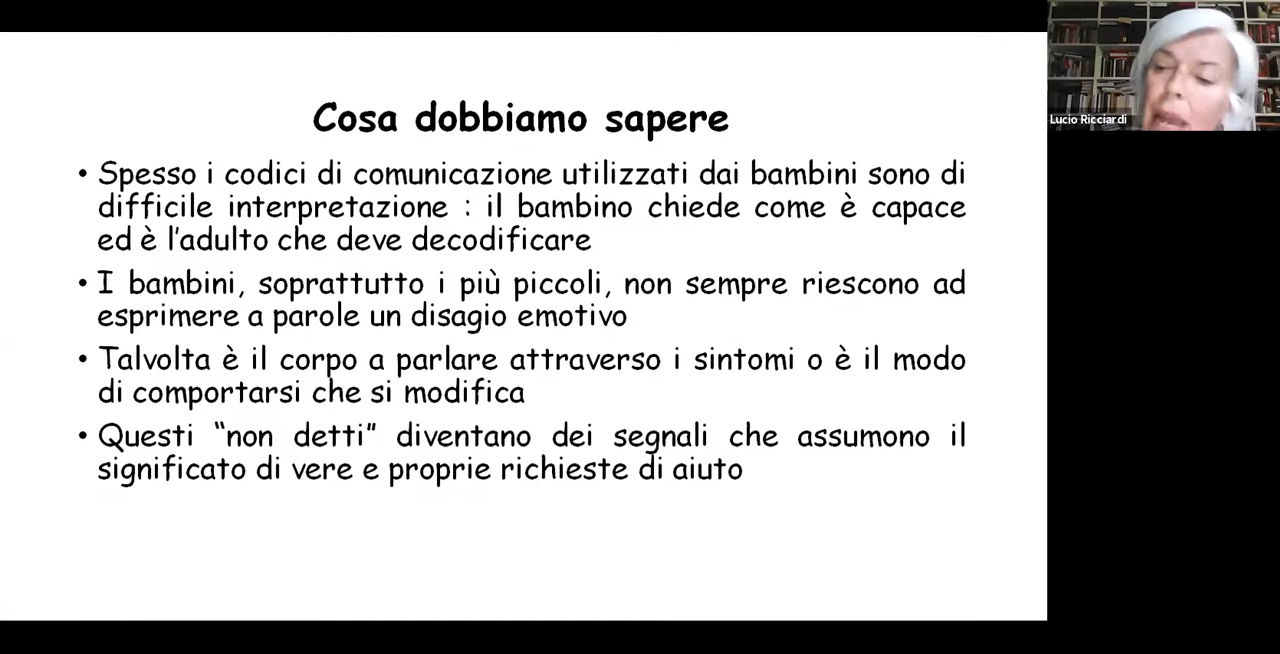 Cosa dobbiamo sapere
• Spesso i codici di comunicazione utilizzati dai bambini sono di
difficile interpretazione : il bambino chiede come è capace
ed è l'adulto che deve decodificare
• I bambini, soprattutto i più piccoli, non sempre riescono ad
esprimere a parole un disagio emotivo
• Talvolta è il corpo a parlare attraverso i sintomi o è il modo
di comportarsi che si modifica
• Questi “non detti” diventano dei segnali che assumono il
significato di vere e proprie richieste di aiuto
Lucio Ricciardi